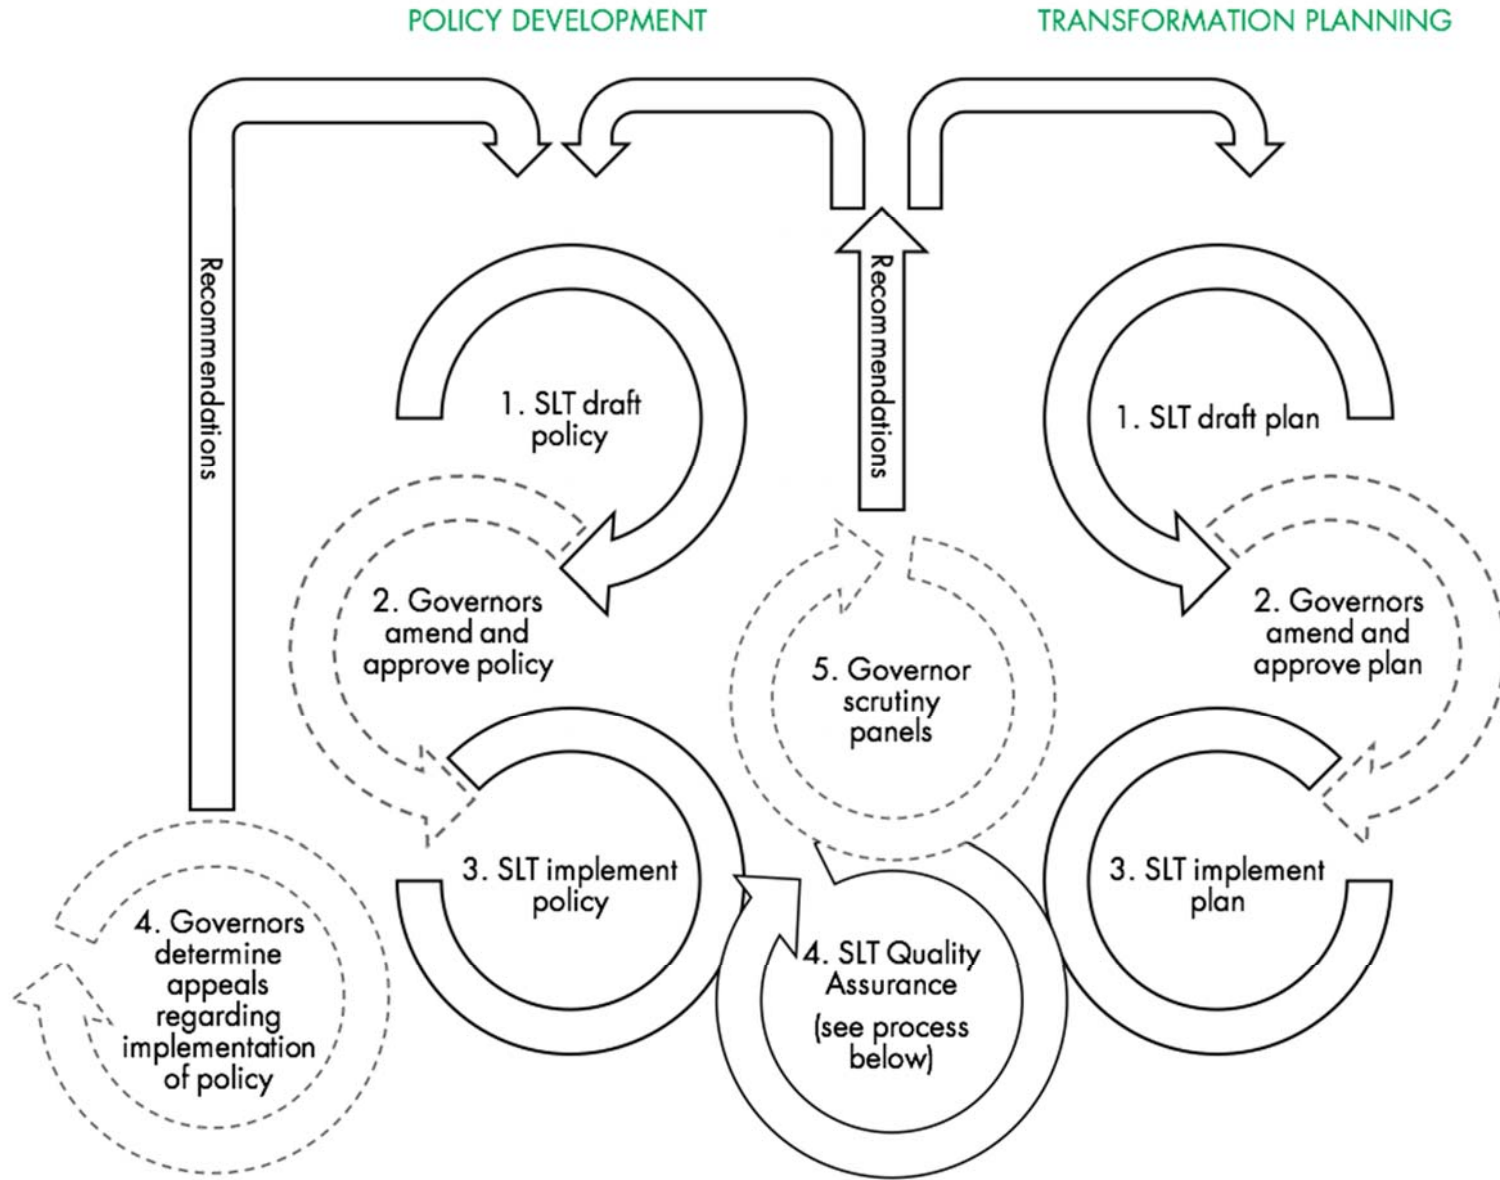 POLICY DEVELOPMENT
TRANSFORMATION PLANNING
Recommendations
Recommendations
1. SLT draft
policy
1. SLT draft plan
2. Governors
amend and
approve policy
2. Governors
amend and
approve plan
5. Governor
scrutiny
panels
3. SLT implement
policy
3. SLT implement
plan
4. Governors
determine
appeals
regarding
implementation
of policy
4. SLT Quality
Assurance
(see process
below)